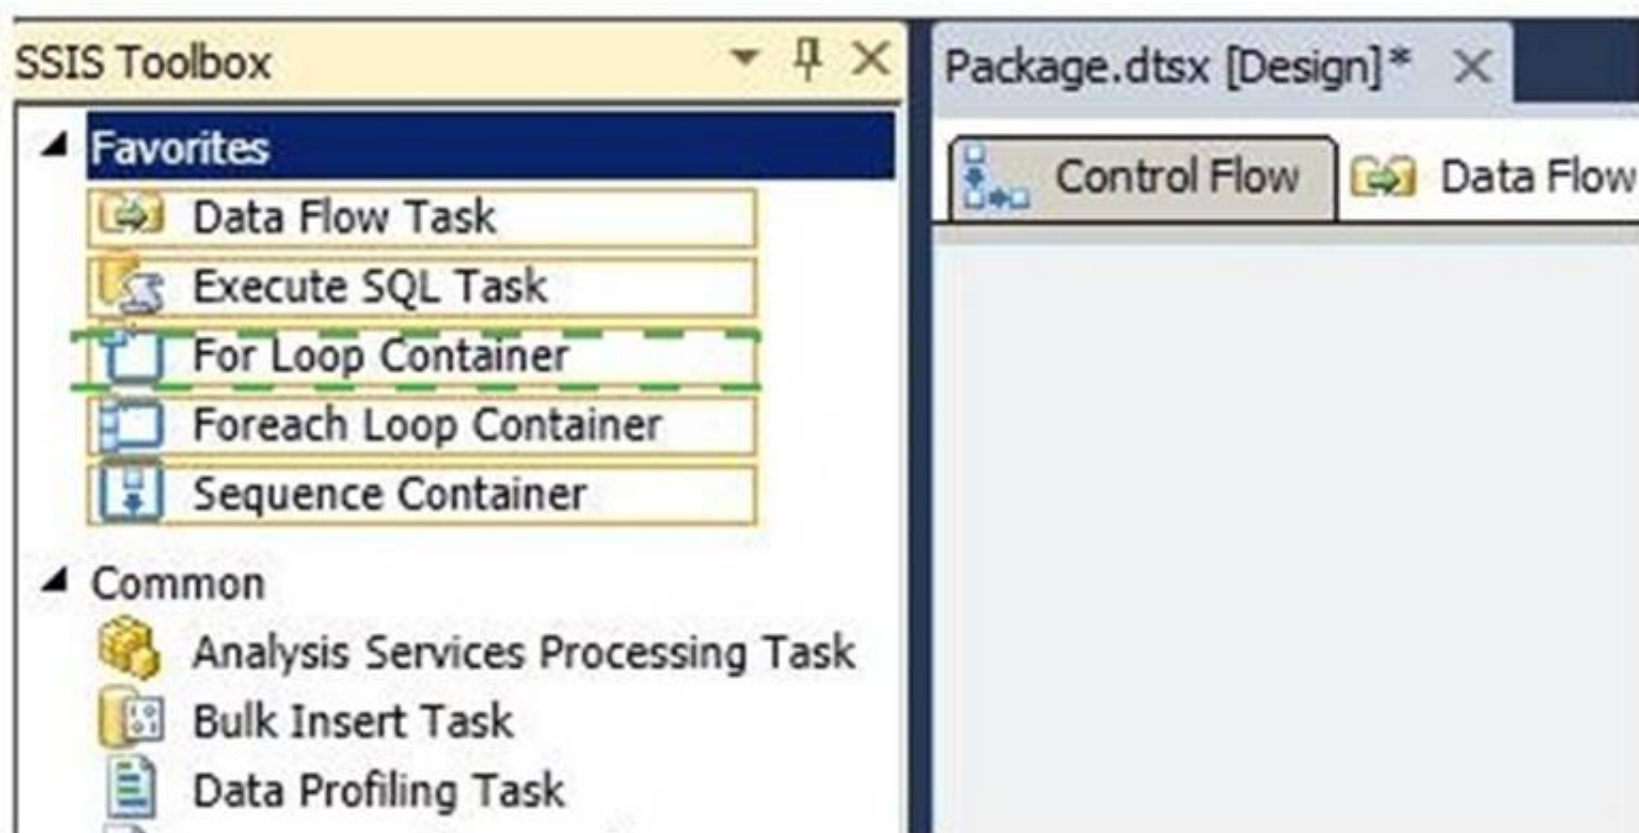 SSIS Toolbox
Favorites
Data Flow Task
Execute SQL Task
For Loop Container
Foreach Loop Container
Sequence Container
Common
Analysis Services Processing Task
Bulk Insert Task
Data Profiling Task
Package.dtsx [Design]*
Control Flow
Data Flow